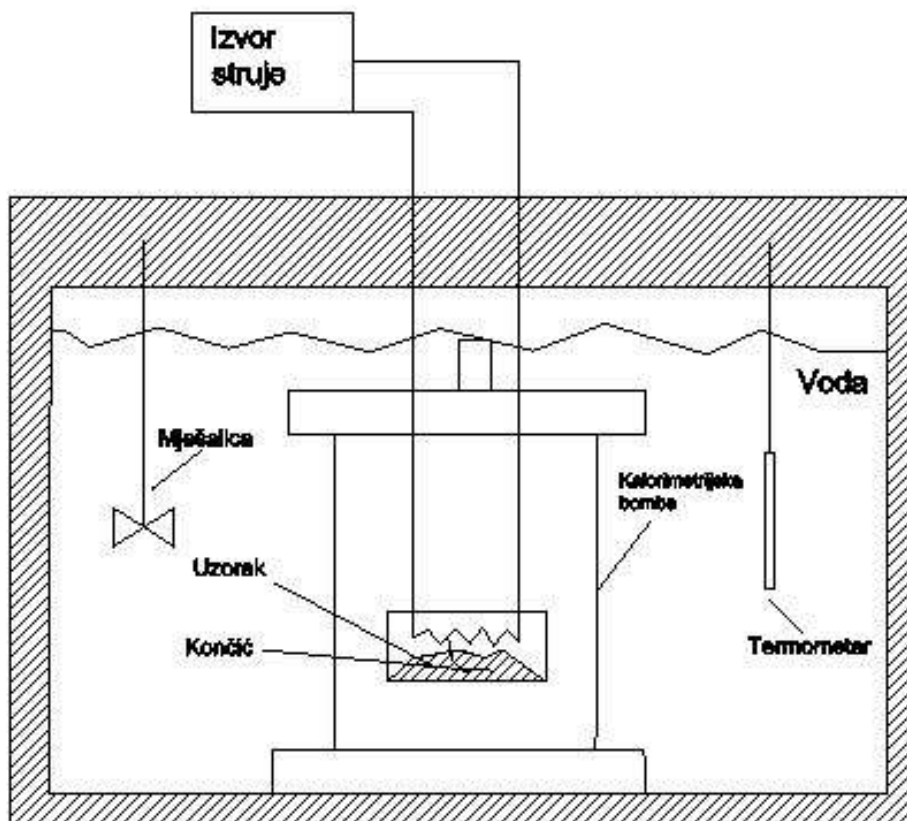 Izvor
struje
Voda
Mješalica
Kalorimetrijska
bomba
Uzorak
Končić
Termometar